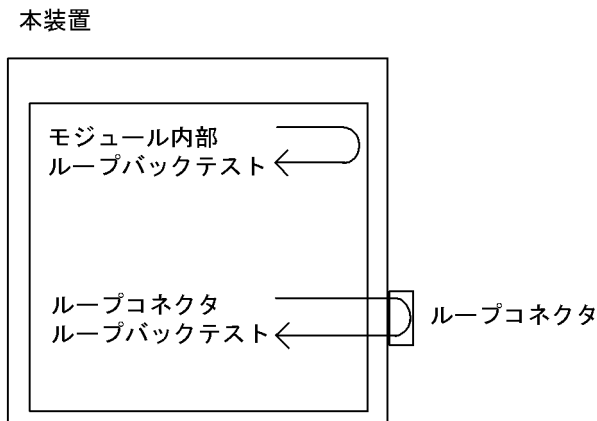 本装置
モジュール内部
ループバックテスト
ループコネクタ
ループバックテスト
ループコネクタ